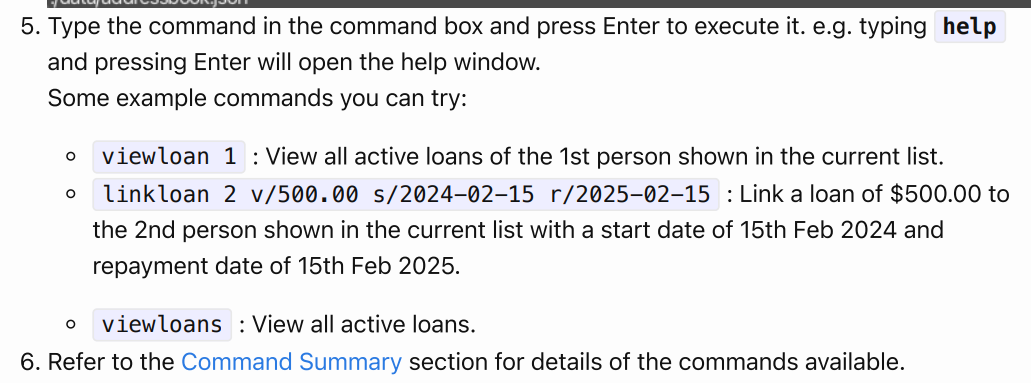 5. Type the command in the command box and press Enter to execute it. e.g. typing help
and pressing Enter will open the help window.
Some example commands you can try:
viewloan 1 : View all active loans of the 1st person shown in the current list.
linkloan 2 v/500.00 s/2024-02-15 r/2025-02-15 : Link a loan of $500.00 to
the 2nd person shown in the current list with a start date of 15th Feb 2024 and
repayment date of 15th Feb 2025.
viewloans : View all active loans.
6. Refer to the Command Summary section for details of the commands available.